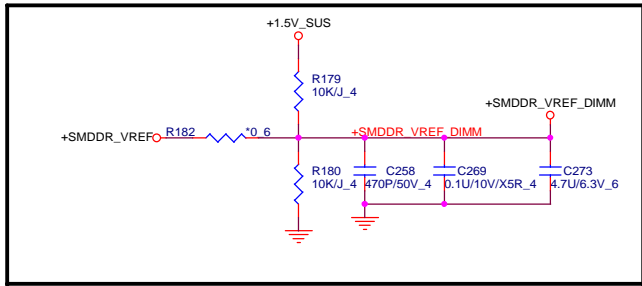 +1.5V_SUS
R179
10K/J_4
+SMDDR_VREF_DIMM
+SMDDR_VREF R182 *0_6 +SMDDR_VREF_DIMM
R180 C258 C269 C273
10K/J_4 470P/50V_4 0.1U/10V/X5R_4 4.7U/6.3V_6